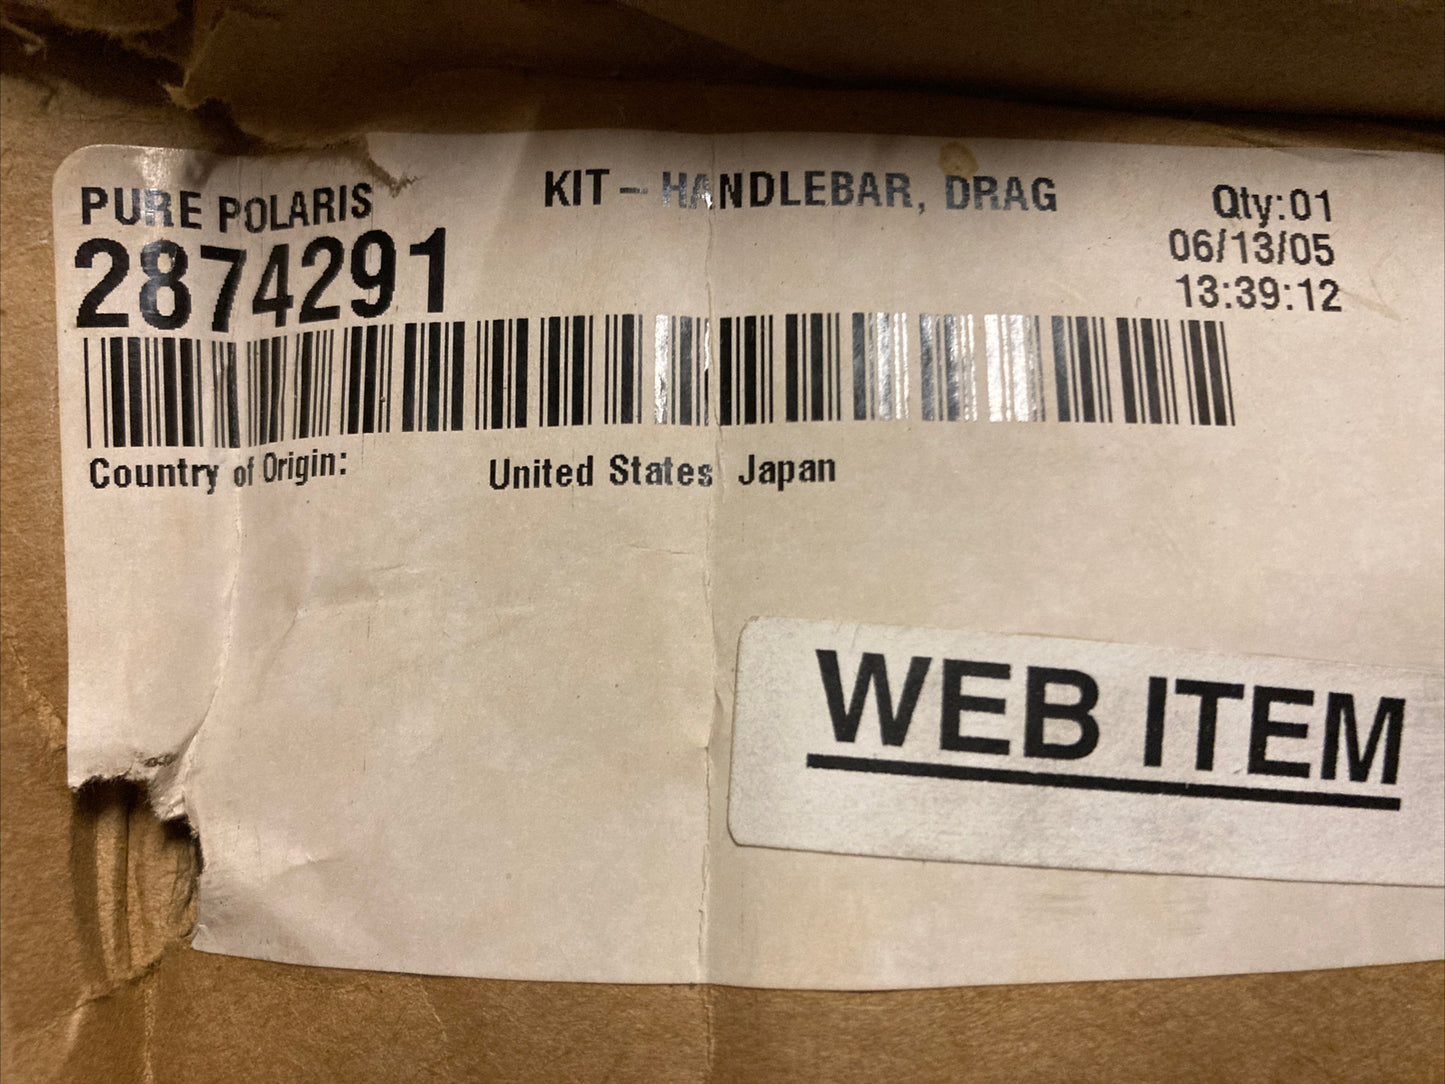 PURE POLARIS KIT – HANDLEBAR, DRAG Qty:01
2874291 06/13/05
13:39:12
Country of Origin: United States Japan
WEB ITEM